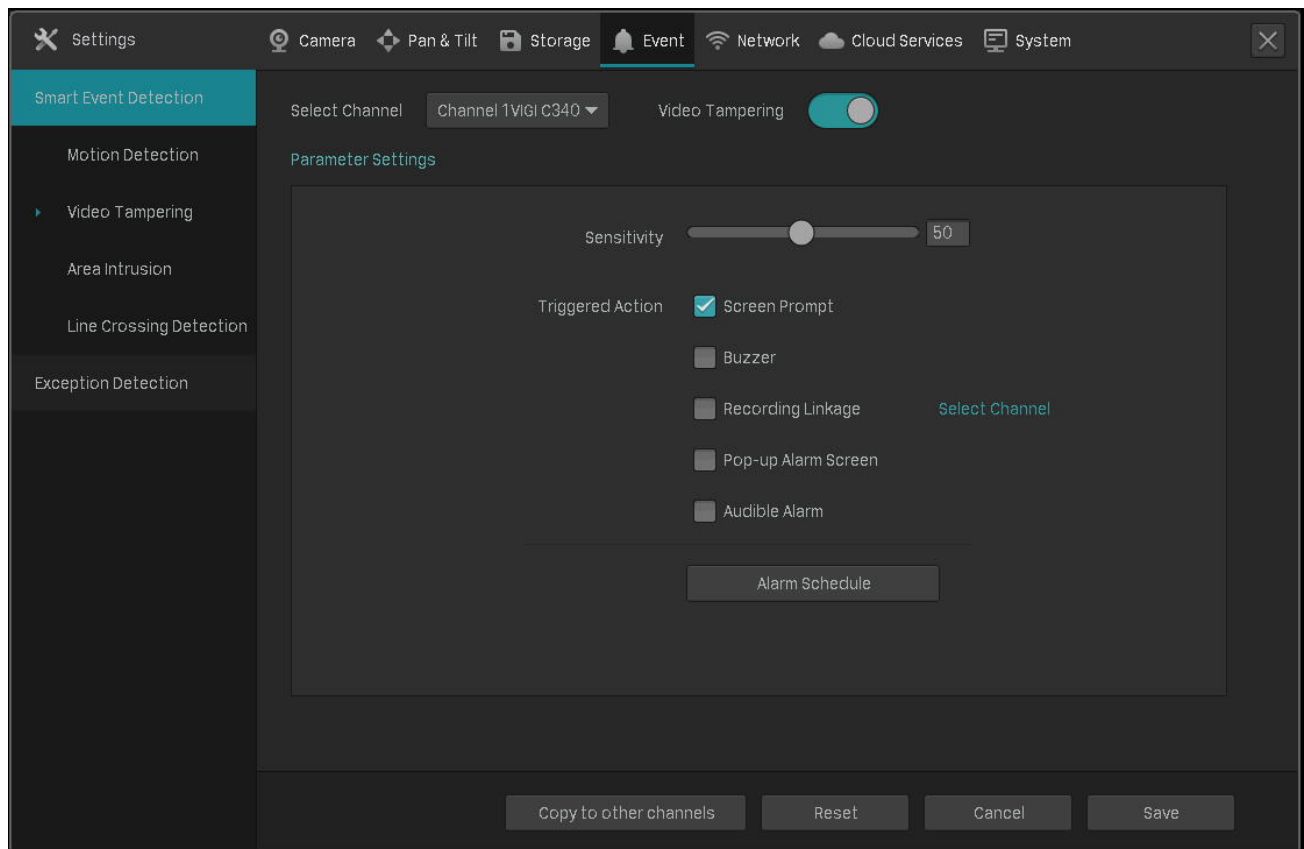 Settings
Camera Pan & Tilt Storage Event Network Cloud Services System
Smart Event Detection
Motion Detection
Video Tampering
Area Intrusion
Line Crossing Detection
Exception Detection
Select Channel Channel 1VIGI C340 Video Tampering
Parameter Settings
Sensitivity 50
Triggered Action Screen Prompt
Buzzer
Recording Linkage Select Channel
Pop-up Alarm Screen
Audible Alarm
Alarm Schedule
Copy to other channels Reset Cancel Save